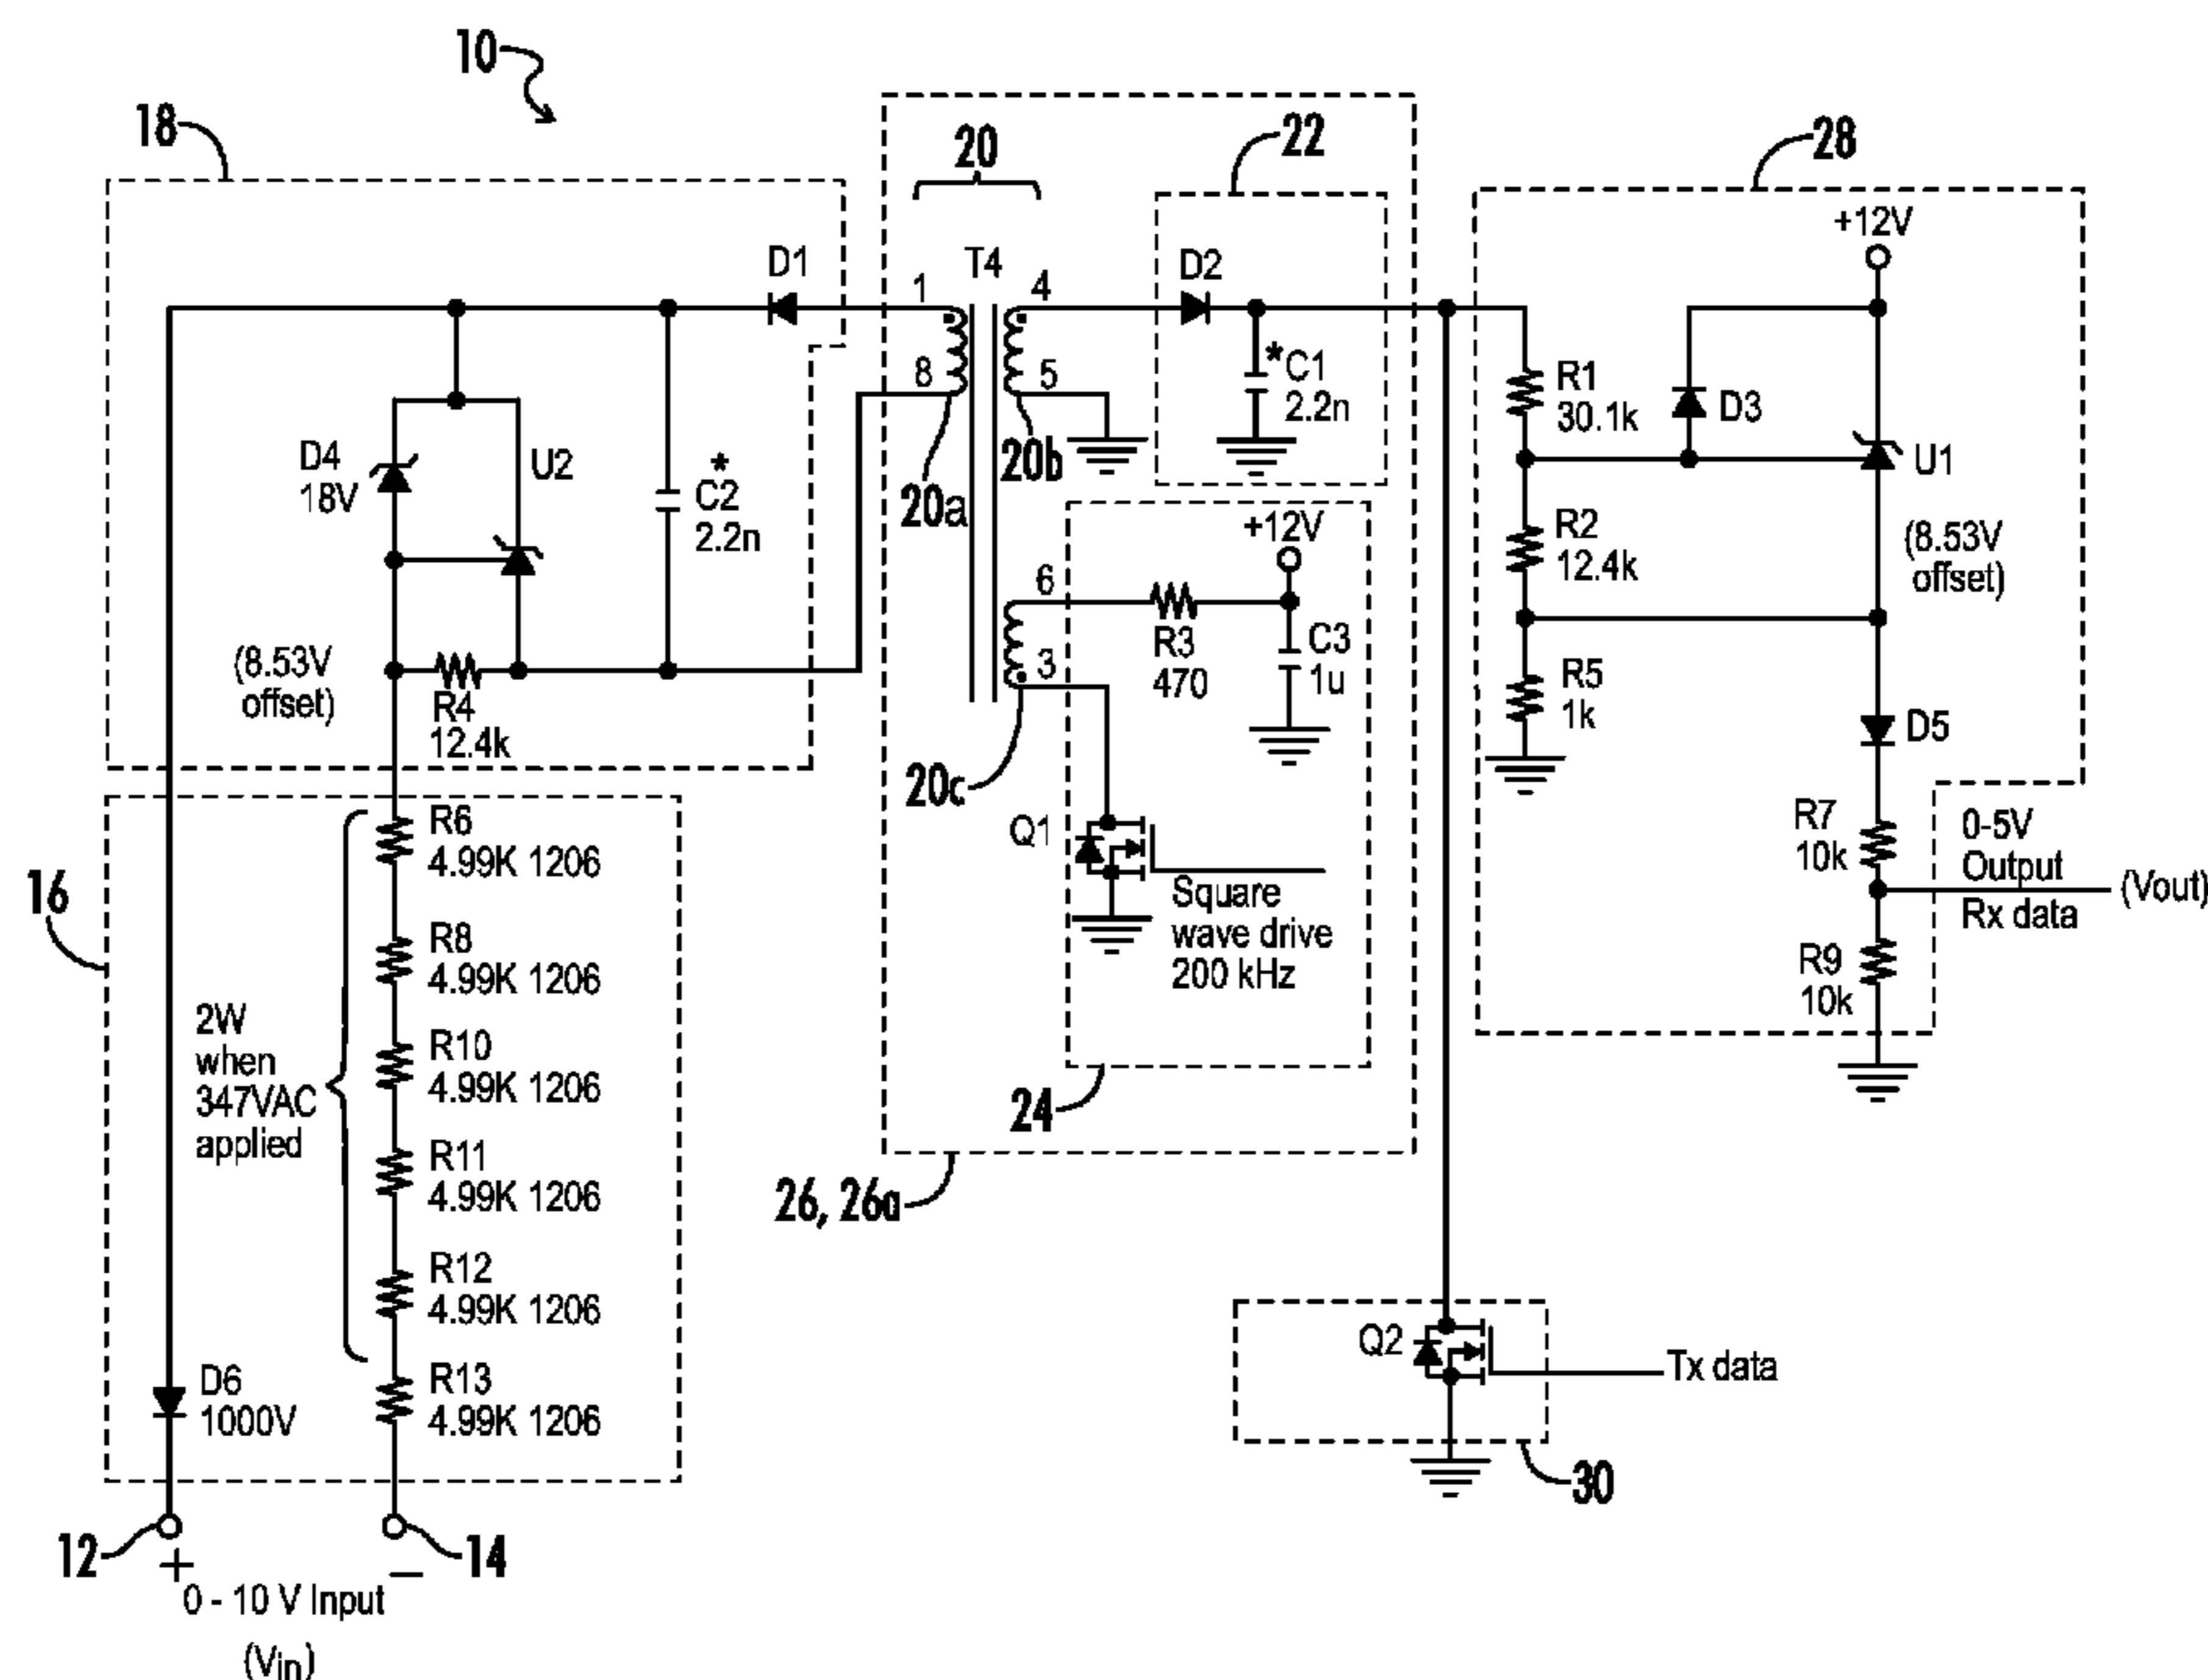 10
18
20
22
28
+12V
D1
1
T4
4
D2
8
5
*C1
2.2n
R1
30.1k
D3
D4
18V
U2
*
C2
2.2n
20a
20b
U1
+12V
R2
12.4k
(8.53V
offset)
6
R3
470
C3
1u
3
(8.53V
offset)
R4
12.4k
R5
1k
D5
20c
Q1
Square
wave drive
200 kHz
R7
10k
0-5V
Output
Rx data
(Vout)
R9
10k
16
R6
4.99K 1206
R8
4.99K 1206
2W
when
347VAC
applied
R10
4.99K 1206
R11
4.99K 1206
R12
4.99K 1206
R13
4.99K 1206
D6
1000V
24
26, 26a
Q2
Tx data
30
12
+
14
–
0 - 10 V Input
(Vin)